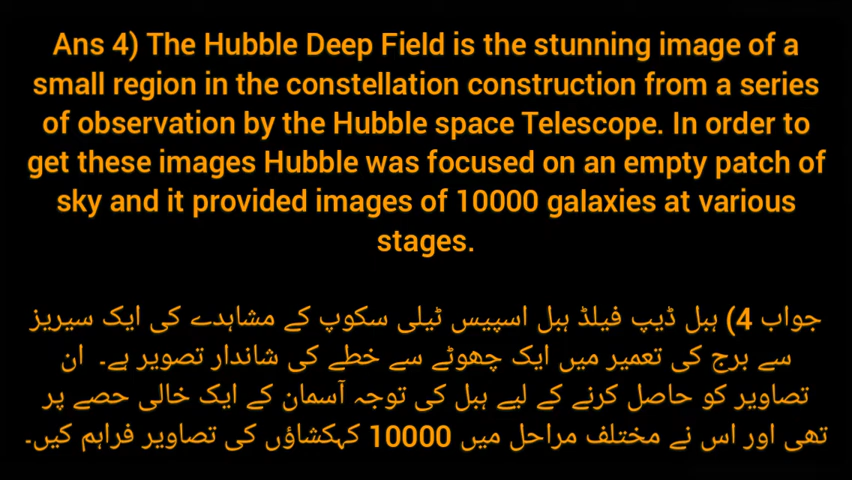 Ans 4) The Hubble Deep Field is the stunning image of a
small region in the constellation construction from a series
of observation by the Hubble space Telescope. In order to
get these images Hubble was focused on an empty patch of
sky and it provided images of 10000 galaxies at various
stages.
جواب 4) ہبل ڈیپ فیلڈ ہبل اسپیس ٹیلی سکوپ کے مشاہدے کی ایک سیریز
سے برج کی تعمیر میں ایک چھوٹے سے خطے کی شاندار تصویر ہے۔ ان
تصاویر کو حاصل کرنے کے لیے ہبل کی توجہ آسمان کے ایک خالی حصے پر
تھی اور اس نے مختلف مراحل میں 10000 کہکشاؤں کی تصاویر فراہم کیں۔